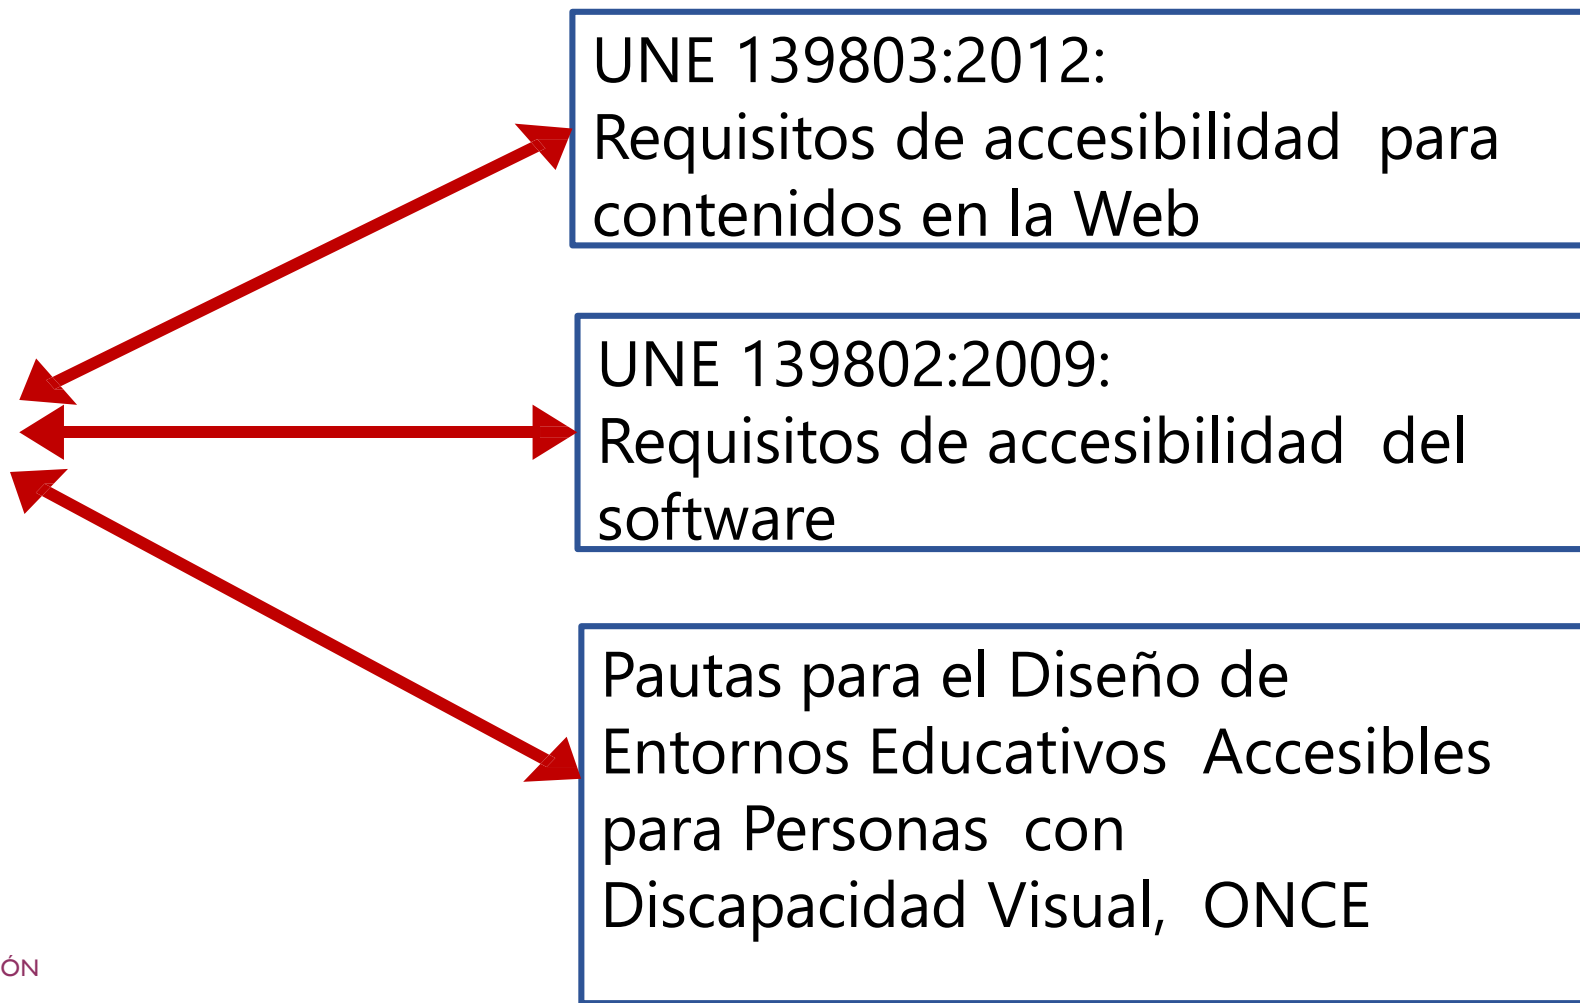 UNE 139803:2012:
Requisitos de accesibilidad para
contenidos en la Web
UNE 139802:2009:
Requisitos de accesibilidad del
software
Pautas para el Diseño de
Entornos Educativos Accesibles
para Personas con
Discapacidad Visual, ONCE
ÓN